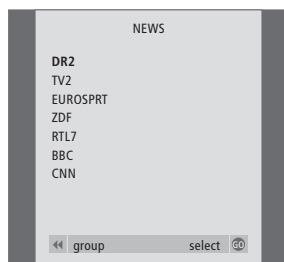 NEWS
DR2
TV2
EUROSPRT
ZDF
RTL7
BBC
CNN
group select GO